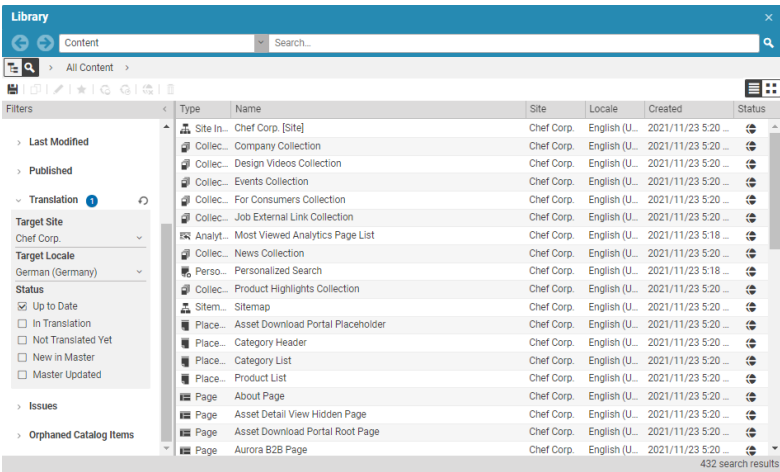 Library
Content Search...
All Content
Filters Type Name Site Locale Created Status
Last Modified
Published
Translation 1
Target Site
Chef Corp.
Target Locale
German (Germany)
Status
Up to Date
In Translation
Not Translated Yet
New in Master
Master Updated
Issues
Orphaned Catalog Items
Site In... Chef Corp. [Site] Chef Corp. English (U... 2021/11/23 5:20 ...
Collec... Company Collection Chef Corp. English (U... 2021/11/23 5:20 ...
Collec... Design Videos Collection Chef Corp. English (U... 2021/11/23 5:20 ...
Collec... Events Collection Chef Corp. English (U... 2021/11/23 5:20 ...
Collec... For Consumers Collection Chef Corp. English (U... 2021/11/23 5:20 ...
Collec... Job External Link Collection Chef Corp. English (U... 2021/11/23 5:20 ...
Analyt... Most Viewed Analytics Page List Chef Corp. English (U... 2021/11/23 5:18 ...
Collec... News Collection Chef Corp. English (U... 2021/11/23 5:20 ...
Perso... Personalized Search Chef Corp. English (U... 2021/11/23 5:18 ...
Collec... Product Highlights Collection Chef Corp. English (U... 2021/11/23 5:20 ...
Sitem... Sitemap Chef Corp. English (U... 2021/11/23 5:20 ...
Place... Asset Download Portal Placeholder Chef Corp. English (U... 2021/11/23 5:20 ...
Place... Category Header Chef Corp. English (U... 2021/11/23 5:20 ...
Place... Category List Chef Corp. English (U... 2021/11/23 5:20 ...
Place... Product List Chef Corp. English (U... 2021/11/23 5:20 ...
Page About Page Chef Corp. English (U... 2021/11/23 5:20 ...
Page Asset Detail View Hidden Page Chef Corp. English (U... 2021/11/23 5:20 ...
Page Asset Download Portal Root Page Chef Corp. English (U... 2021/11/23 5:20 ...
Page Aurora B2B Page Chef Corp. English (U... 2021/11/23 5:20 ...
432 search results